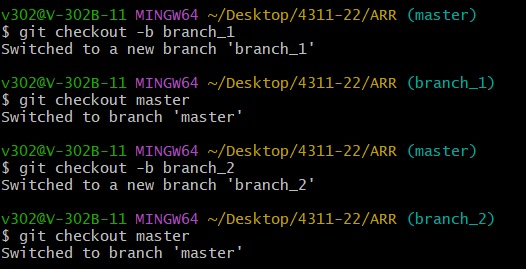 v302@V-302B-11 MINGW64 ~/Desktop/4311-22/ARR (master)
$ git checkout -b branch_1
Switched to a new branch 'branch_1'
v302@V-302B-11 MINGW64 ~/Desktop/4311-22/ARR (branch_1)
$ git checkout master
Switched to branch 'master'
v302@V-302B-11 MINGW64 ~/Desktop/4311-22/ARR (master)
$ git checkout -b branch_2
Switched to a new branch 'branch_2'
v302@V-302B-11 MINGW64 ~/Desktop/4311-22/ARR (branch_2)
$ git checkout master
Switched to branch 'master'